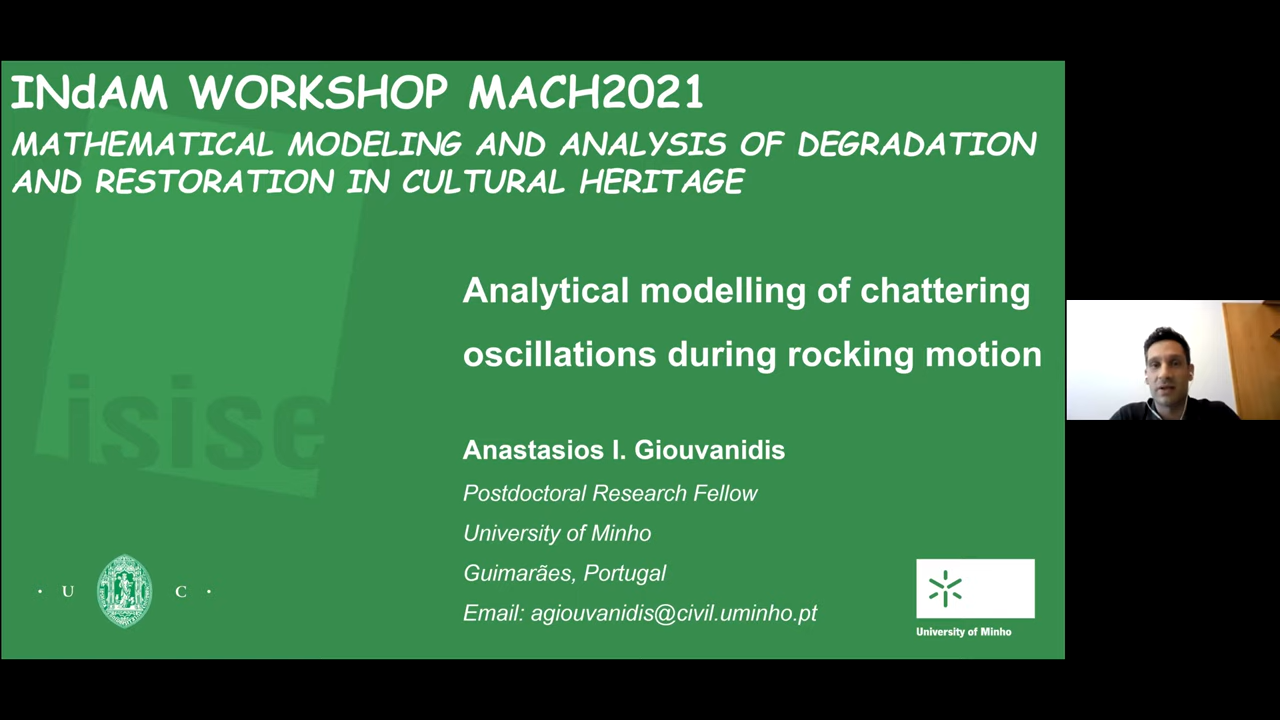 INdAM WORKSHOP MACH2021
MATHEMATICAL MODELING AND ANALYSIS OF DEGRADATION
AND RESTORATION IN CULTURAL HERITAGE
Analytical modelling of chattering
oscillations during rocking motion
isise
Anastasios I. Giouvanidis
Postdoctoral Research Fellow
University of Minho
Guimarães, Portugal
Email: agiouvanidis@civil.uminho.pt
· U C ·
University of Minho